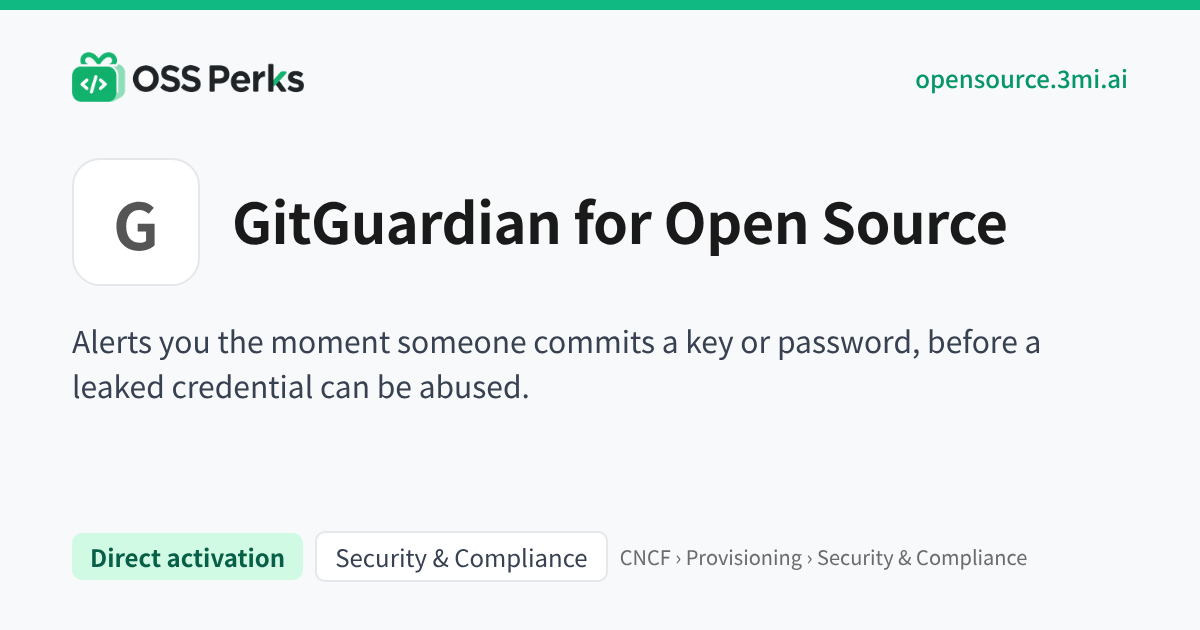 </> OSS Perks
opensource.3mi.ai
G
GitGuardian for Open Source
Alerts you the moment someone commits a key or password, before a
leaked credential can be abused.
Direct activation
Security & Compliance
CNCF › Provisioning › Security & Compliance